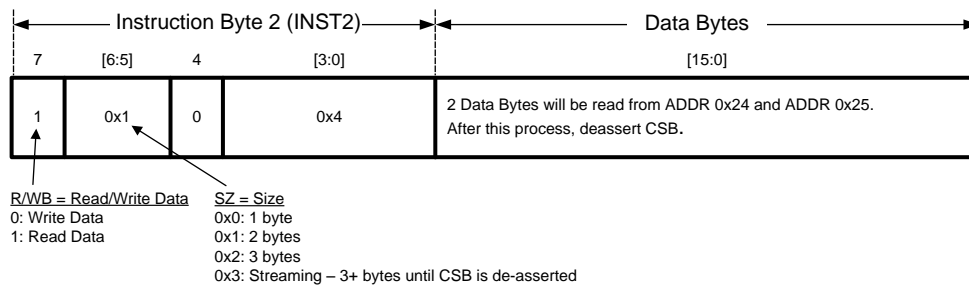 Instruction Byte 2 (INST2) Data Bytes
7 [6:5] 4 [3:0] [15:0]
1 0x1 0 0x4
2 Data Bytes will be read from ADDR 0x24 and ADDR 0x25.
After this process, deassert CSB.
R/WB = Read/Write Data
0: Write Data
1: Read Data
SZ = Size
0x0: 1 byte
0x1: 2 bytes
0x2: 3 bytes
0x3: Streaming – 3+ bytes until CSB is de-asserted